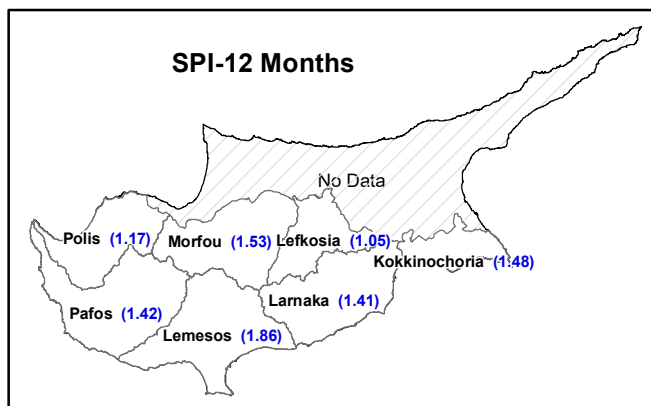 SPI-12 Months
No Data
Polis (1.17)
Morfou (1.53)
Lefkosia (1.05)
Kokkinochoria (1.48)
Pafos (1.42)
Larnaka (1.41)
Lemesos (1.86)